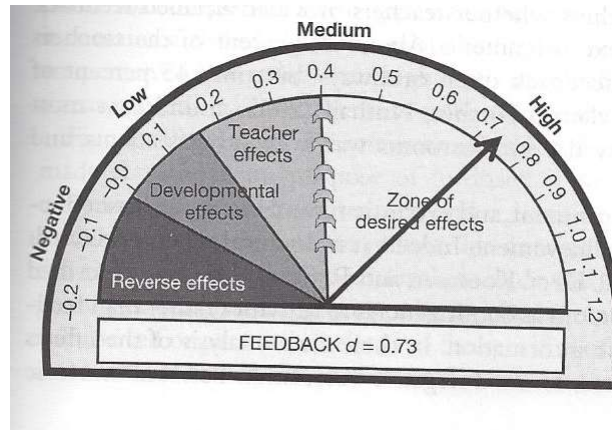 Medium
Low
High
Negative
-0.2
-0.1
-0.0
0.1
0.2
0.3
0.4
0.5
0.6
0.7
0.8
0.9
1.0
1.1
1.2
Teacher
effects
Developmental
effects
Reverse effects
Zone of
desired effects
FEEDBACK d = 0.73